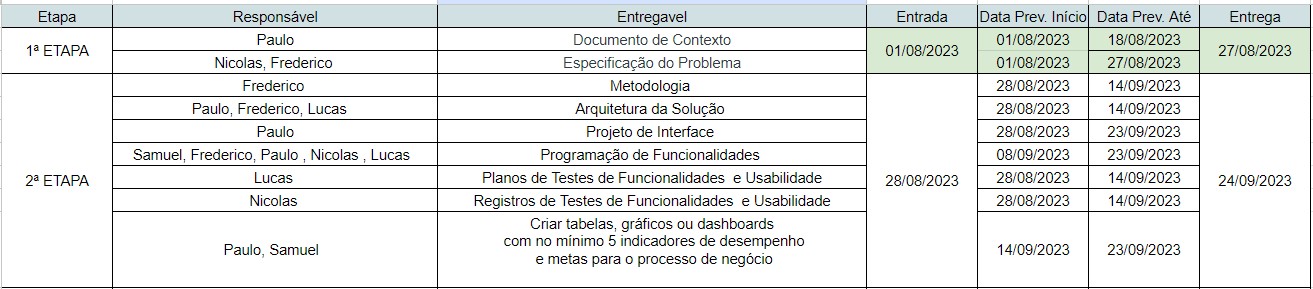 Etapa Responsável Entregavel Entrada Data Prev. Início Data Prev. Até Entrega
1ª ETAPA Paulo Documento de Contexto 01/08/2023 01/08/2023 18/08/2023 27/08/2023
Nicolas, Frederico Especificação do Problema 01/08/2023 27/08/2023
2ª ETAPA Frederico Metodologia 28/08/2023 28/08/2023 14/09/2023 24/09/2023
Paulo, Frederico, Lucas Arquitetura da Solução 28/08/2023 14/09/2023
Paulo Projeto de Interface 28/08/2023 23/09/2023
Samuel, Frederico, Paulo , Nicolas , Lucas Programação de Funcionalidades 08/09/2023 23/09/2023
Lucas Planos de Testes de Funcionalidades e Usabilidade 28/08/2023 14/09/2023
Nicolas Registros de Testes de Funcionalidades e Usabilidade 28/08/2023 14/09/2023
Paulo, Samuel Criar tabelas, gráficos ou dashboards
com no mínimo 5 indicadores de desempenho
e metas para o processo de negócio 14/09/2023 23/09/2023